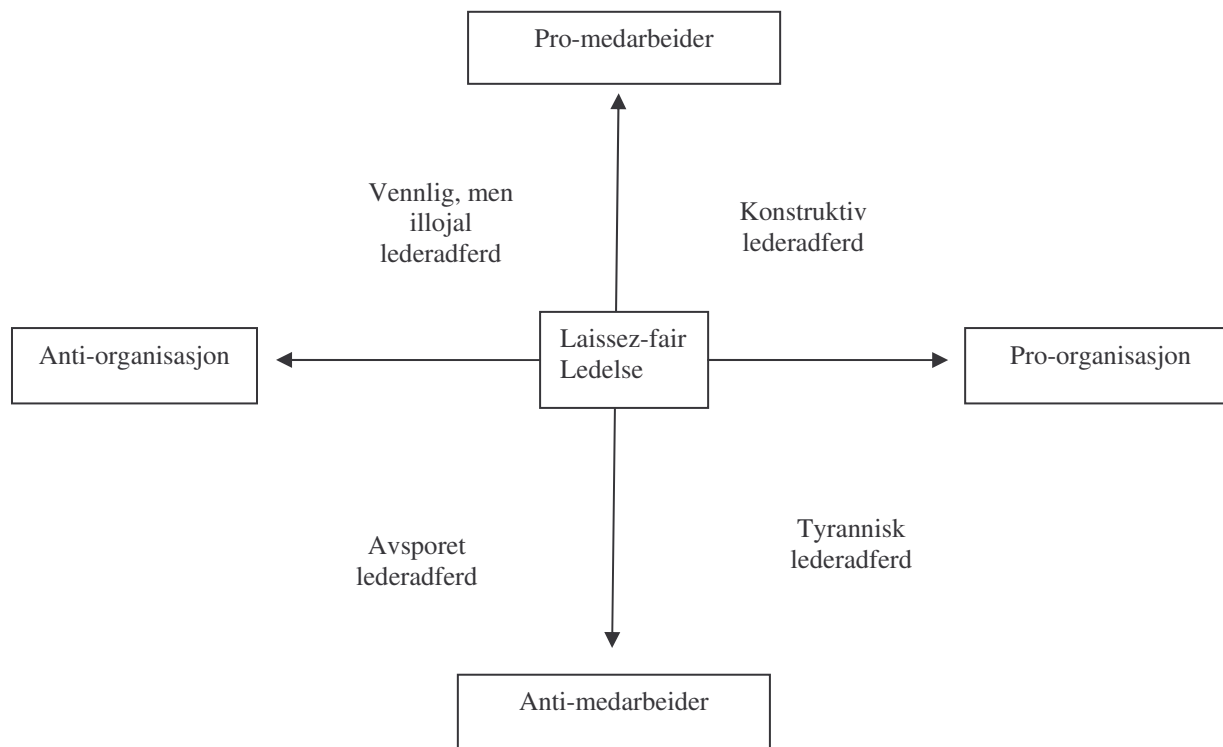 Pro-medarbeider
Vennlig, men
illojal
lederadferd
Konstruktiv
lederadferd
Anti-organisasjon
Laissez-fair
Ledelse
Pro-organisasjon
Avsporet
lederadferd
Tyrannisk
lederadferd
Anti-medarbeider